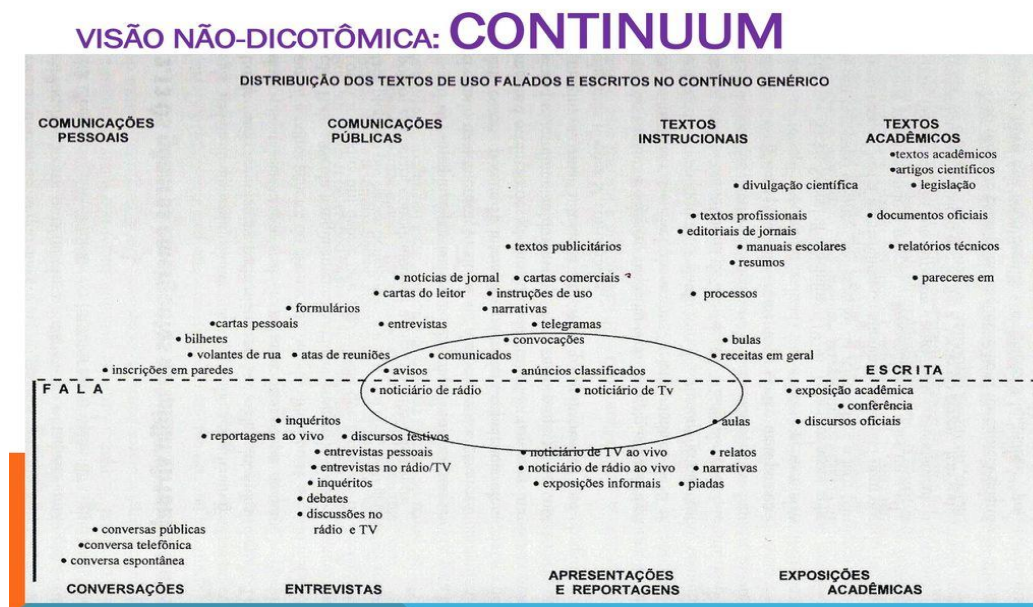 VISÃO NÃO-DICOTÔMICA: CONTINUUM
DISTRIBUIÇÃO DOS TEXTOS DE USO FALADOS E ESCRITOS NO CONTÍNUO GENÉRICO
COMUNICAÇÕES PESSOAIS
COMUNICAÇÕES PÚBLICAS
TEXTOS INSTRUCIONAIS
TEXTOS ACADÊMICOS
•textos acadêmicos
•artigos científicos
• divulgação científica
• legislação
• textos profissionais
• documentos oficiais
• editoriais de jornais
• textos publicitários
• manuais escolares
• relatórios técnicos
• resumos
• notícias de jornal
• cartas comerciais
• pareceres em
• cartas do leitor
• instruções de uso
• processos
• formulários
• narrativas
•cartas pessoais
• entrevistas
• telegramas
• bilhetes
• convocações
• bulas
• volantes de rua
• atas de reuniões
• comunicados
• receitas em geral
• inscrições em paredes
• avisos
• anúncios classificados
ESCRITA
FALA
• noticiário de rádio
• noticiário de Tv
• exposição acadêmica
• conferência
• inquéritos
• aulas
• discursos oficiais
• reportagens ao vivo
• discursos festivos
• entrevistas pessoais
• noticiário de TV ao vivo
• relatos
• entrevistas no rádio/TV
• noticiário de rádio ao vivo
• narrativas
• inquéritos
• exposições informais
• piadas
• debates
• discussões no
rádio e TV
• conversas públicas
•conversa telefônica
• conversa espontânea
CONVERSAÇÕES
ENTREVISTAS
APRESENTAÇÕES
E REPORTAGENS
EXPOSIÇÕES
ACADÊMICAS